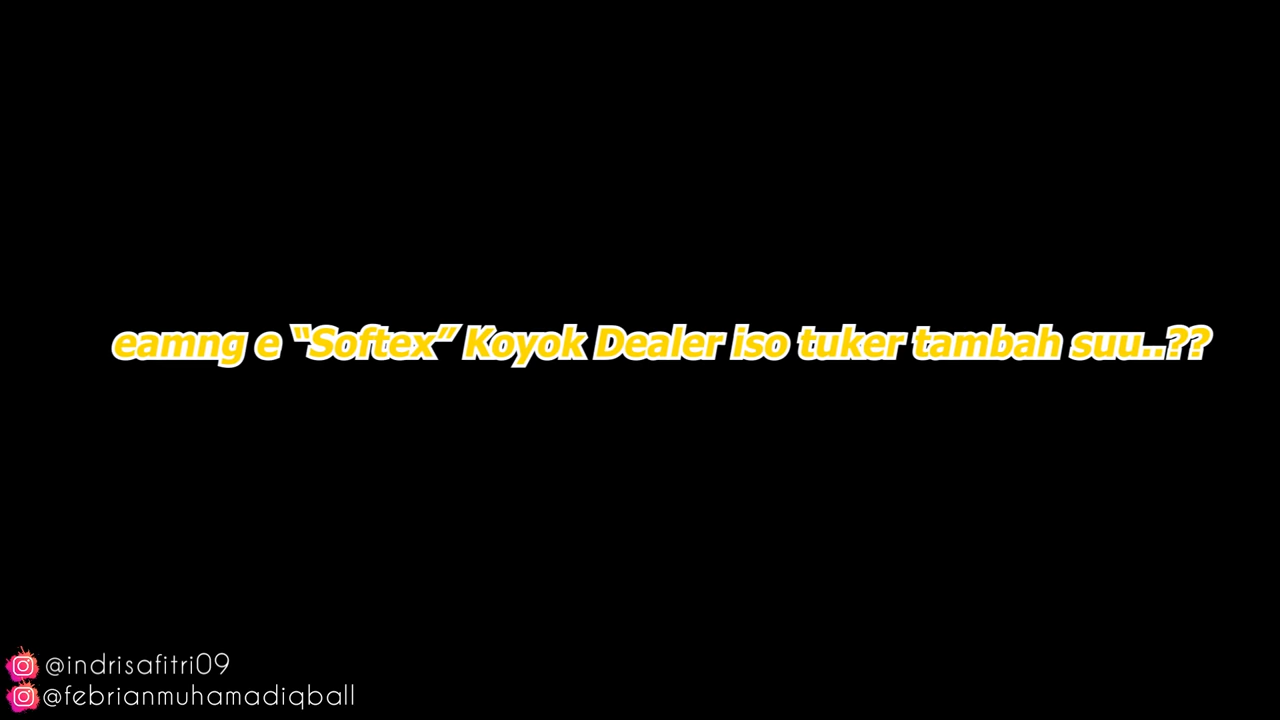 eamng e “Softex” Koyok Dealer iso tuker tambah suu..??
@indrisafitri09
@febrianmuhamadiqball